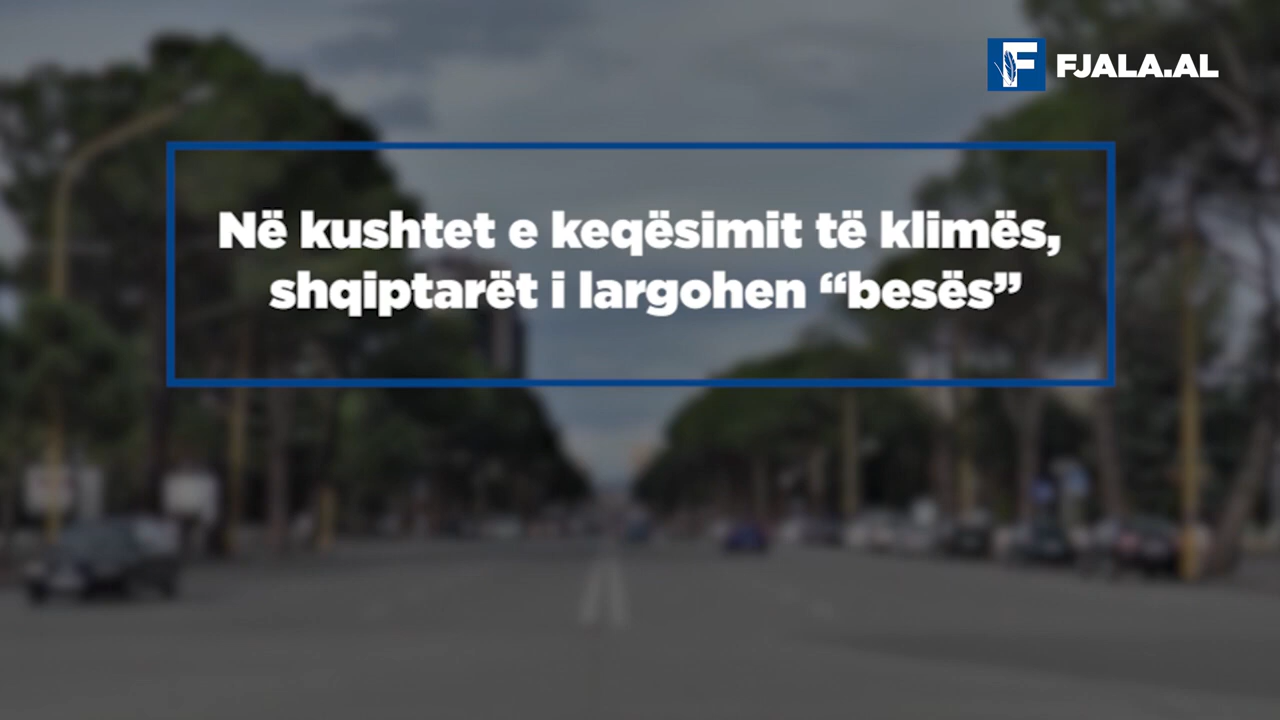 F FJALA.AL
Në kushtet e keqësimit të klimës,
shqiptarët i largohen “besës”